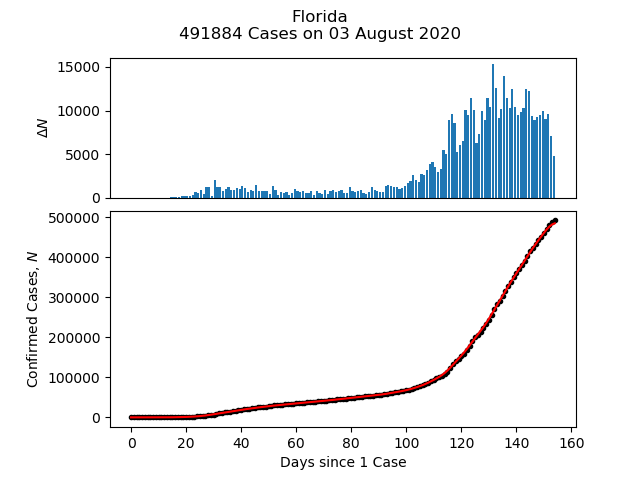 Florida
491884 Cases on 03 August 2020
15000
10000
5000
0
ΔN
500000
400000
300000
200000
100000
0
Confirmed Cases, N
0 20 40 60 80 100 120 140 160
Days since 1 Case